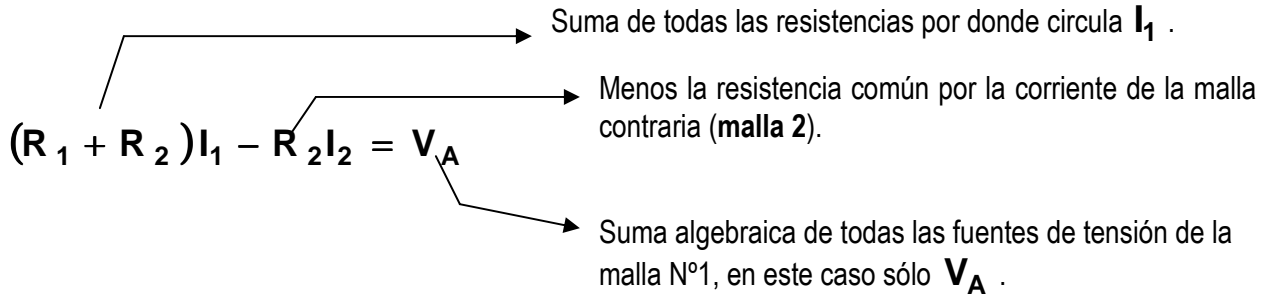 Suma de todas las resistencias por donde circula I₁ .
Menos la resistencia común por la corriente de la malla
contraria (malla 2).
(R₁ + R₂)I₁ − R₂I₂ = V_A
Suma algebraica de todas las fuentes de tensión de la
malla Nº1, en este caso sólo V_A .